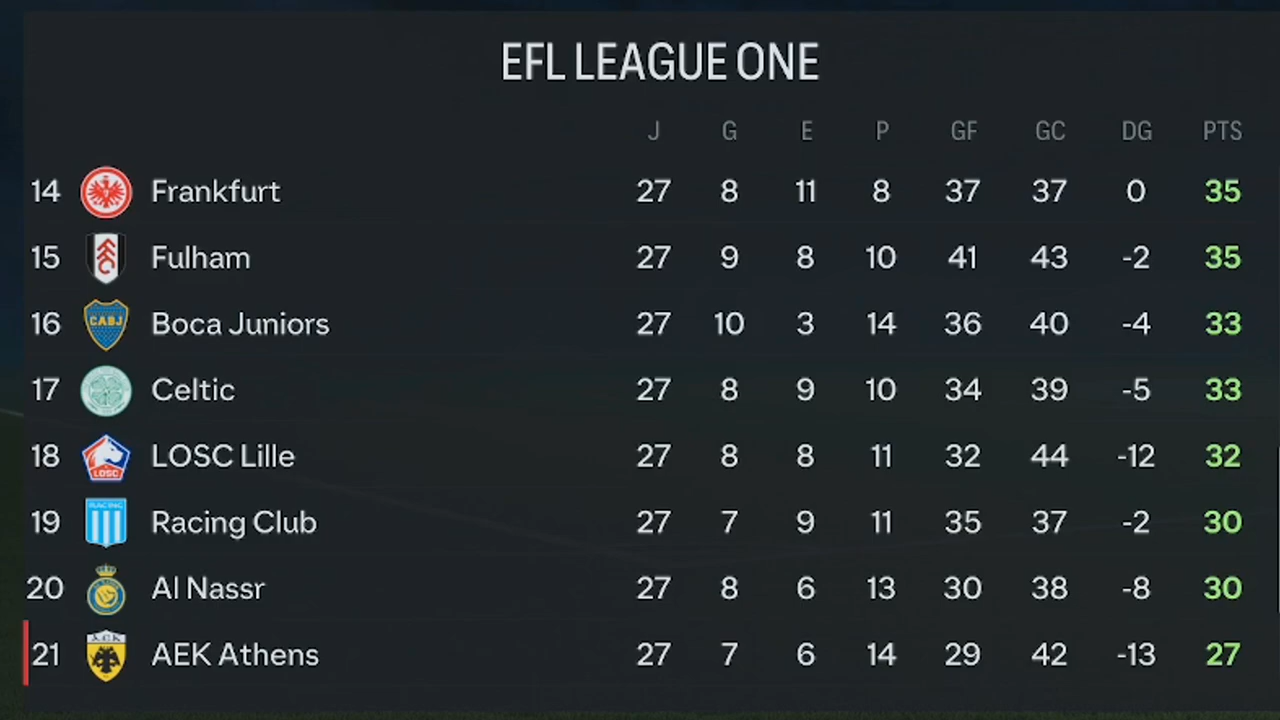 EFL LEAGUE ONE
J G E P GF GC DG PTS
14 Frankfurt 27 8 11 8 37 37 0 35
15 Fulham 27 9 8 10 41 43 -2 35
16 CABJ Boca Juniors 27 10 3 14 36 40 -4 33
17 Celtic 27 8 9 10 34 39 -5 33
18 LOSC LOSC Lille 27 8 8 11 32 44 -12 32
19 RACING Racing Club 27 7 9 11 35 37 -2 30
20 Al Nassr 27 8 6 13 30 38 -8 30
21 AEK Athens 27 7 6 14 29 42 -13 27